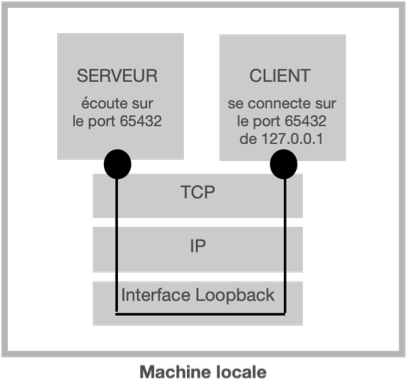 SERVEUR
écoute sur
le port 65432
CLIENT
se connecte sur
le port 65432
de 127.0.0.1
TCP
IP
Interface Loopback
Machine locale